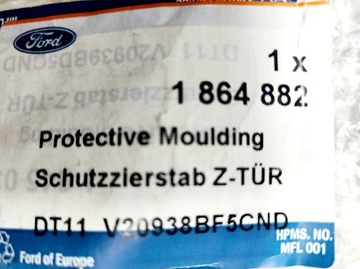 Ford
1 x
1 864 882
Protective Moulding
Schutzzierstab Z-TÜR
DT11 V20938BF5CND
HPMS. NO.
MFL 001
Ford of Europe